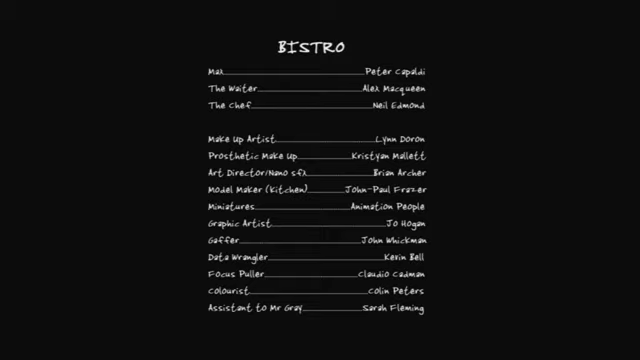 BISTRO
Max Peter Capaldi
The Waiter Alex Macqueen
The Chef Neil Edmond
Make Up Artist Lynn Doron
Prosthetic Make Up Kristyan Mallett
Art Director/Nano sfx Brian Archer
Model Maker (Kitchen) John-Paul Frazer
Miniatures Animation People
Graphic Artist Jo Hogan
Gaffer John Whickman
Data Wrangler Kevin Bell
Focus Puller Claudio Cadman
Colourist Colin Peters
Assistant to Mr Gray Sarah Fleming